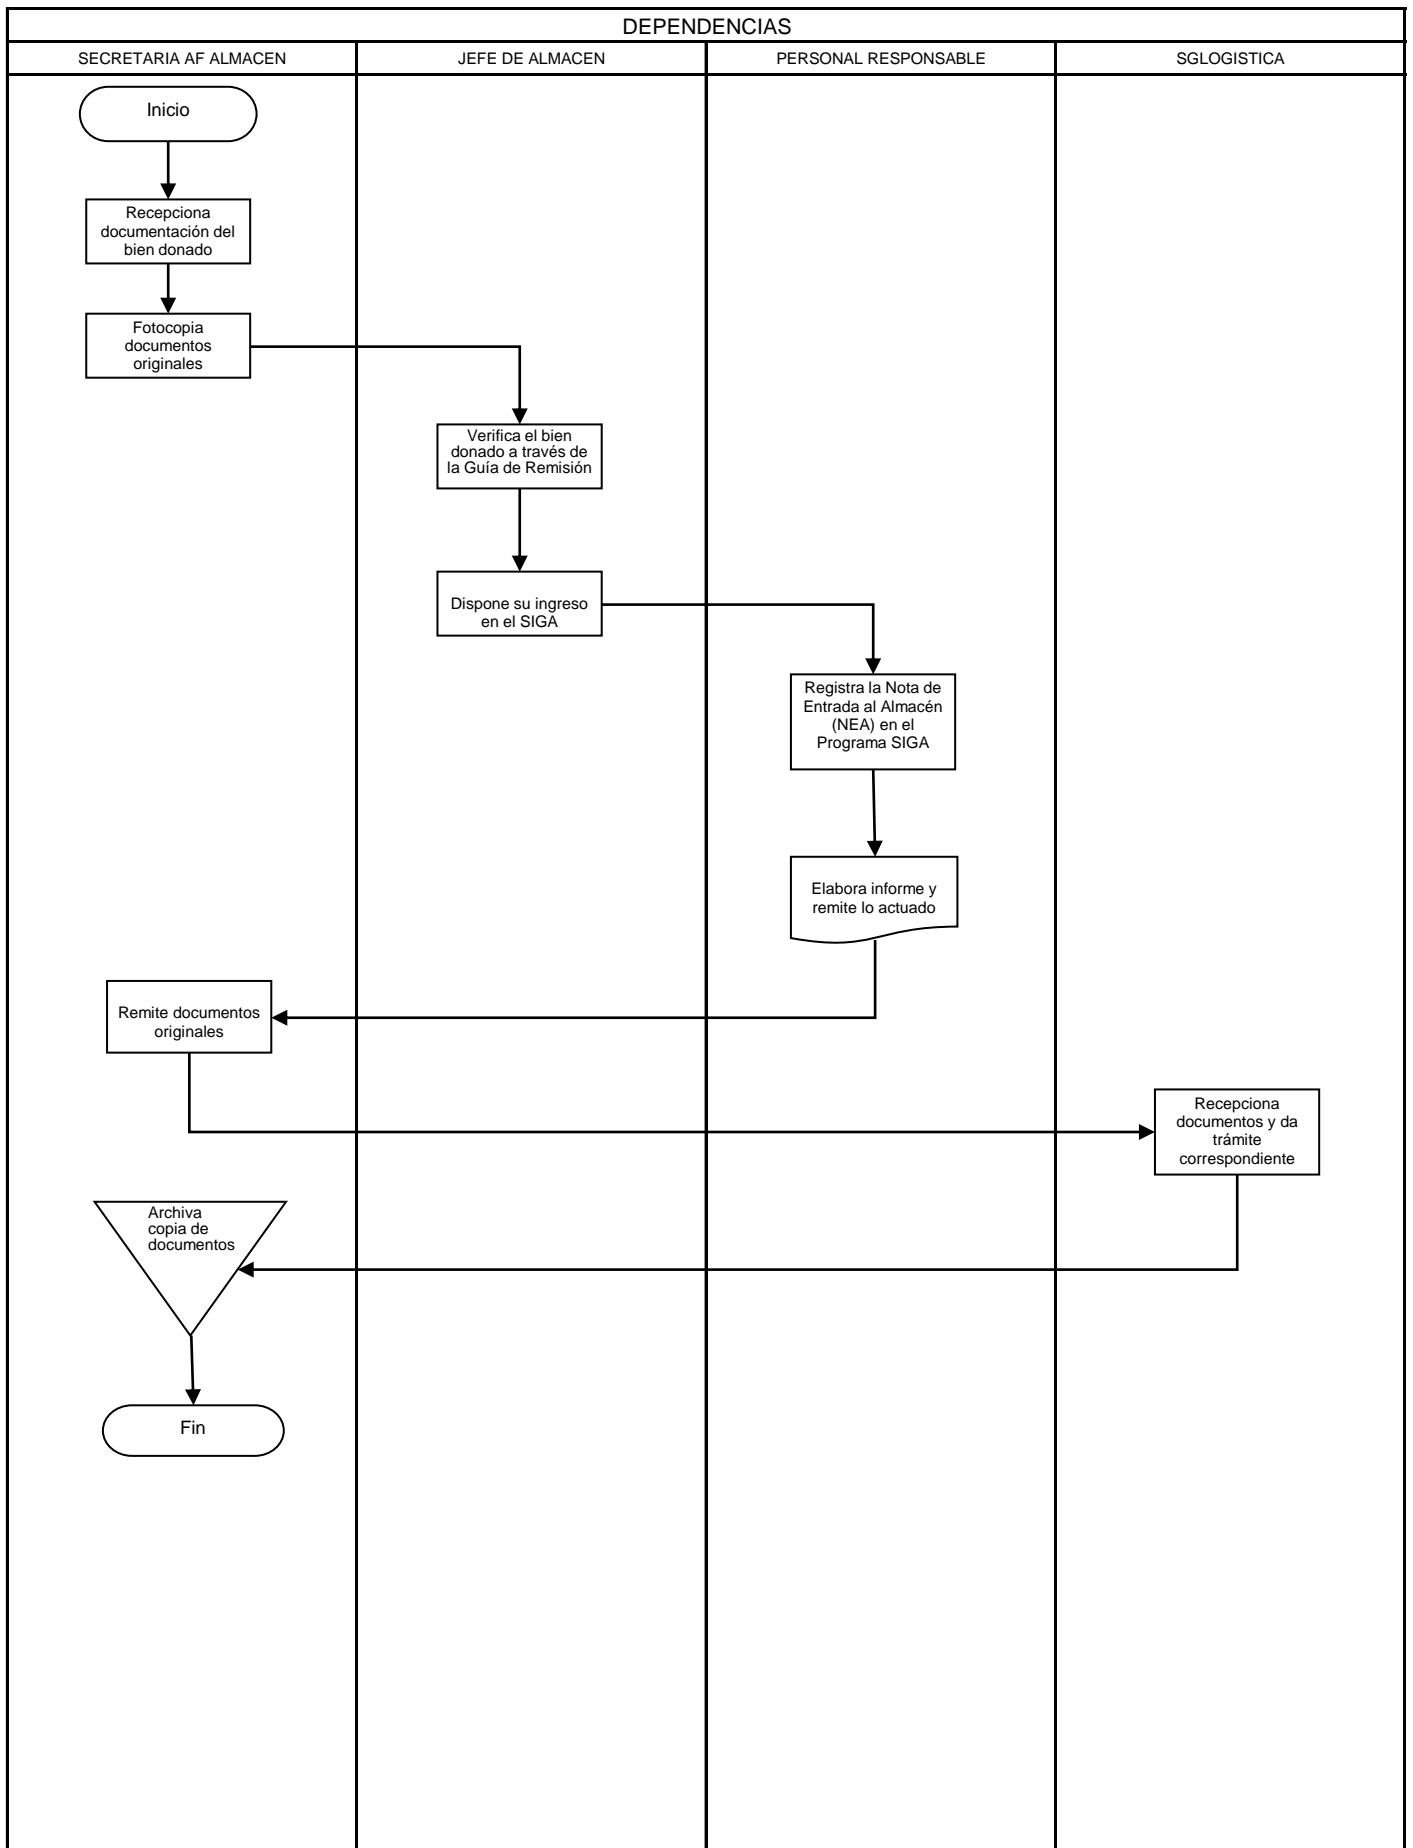 DEPENDENCIAS
SECRETARIA AF ALMACEN
JEFE DE ALMACEN
PERSONAL RESPONSABLE
SGLOGISTICA
Inicio
Recepciona
documentación del
bien donado
Fotocopia
documentos
originales
Verifica el bien
donado a través de
la Guía de Remisión
Dispone su ingreso
en el SIGA
Registra la Nota de
Entrada al Almacén
(NEA) en el
Programa SIGA
Elabora informe y
remite lo actuado
Remite documentos
originales
Recepciona
documentos y da
trámite
correspondiente
Archiva
copia de
documentos
Fin